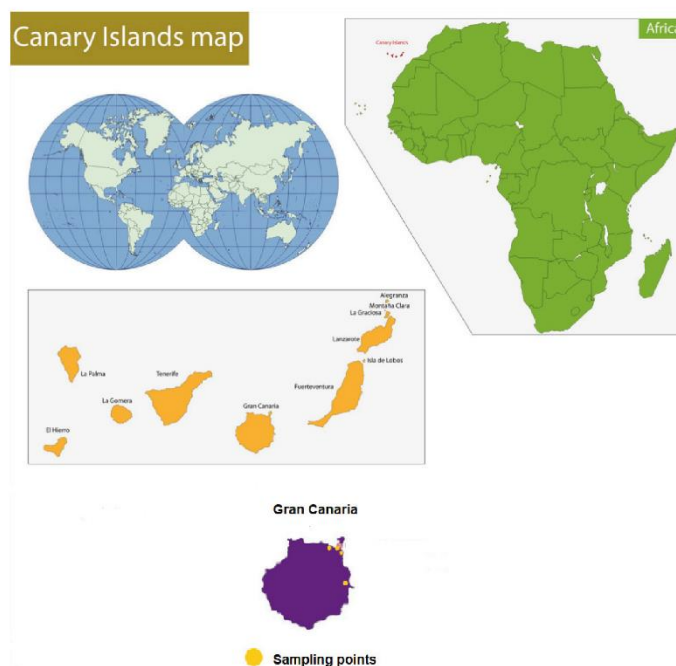 Canary Islands map
Africa
Canary Islands
Alegranza
Montaña Clara
La Graciosa
Lanzarote
Isla de Lobos
Fuerteventura
La Palma
Tenerife
La Gomera
Gran Canaria
El Hierro
Gran Canaria
Sampling points